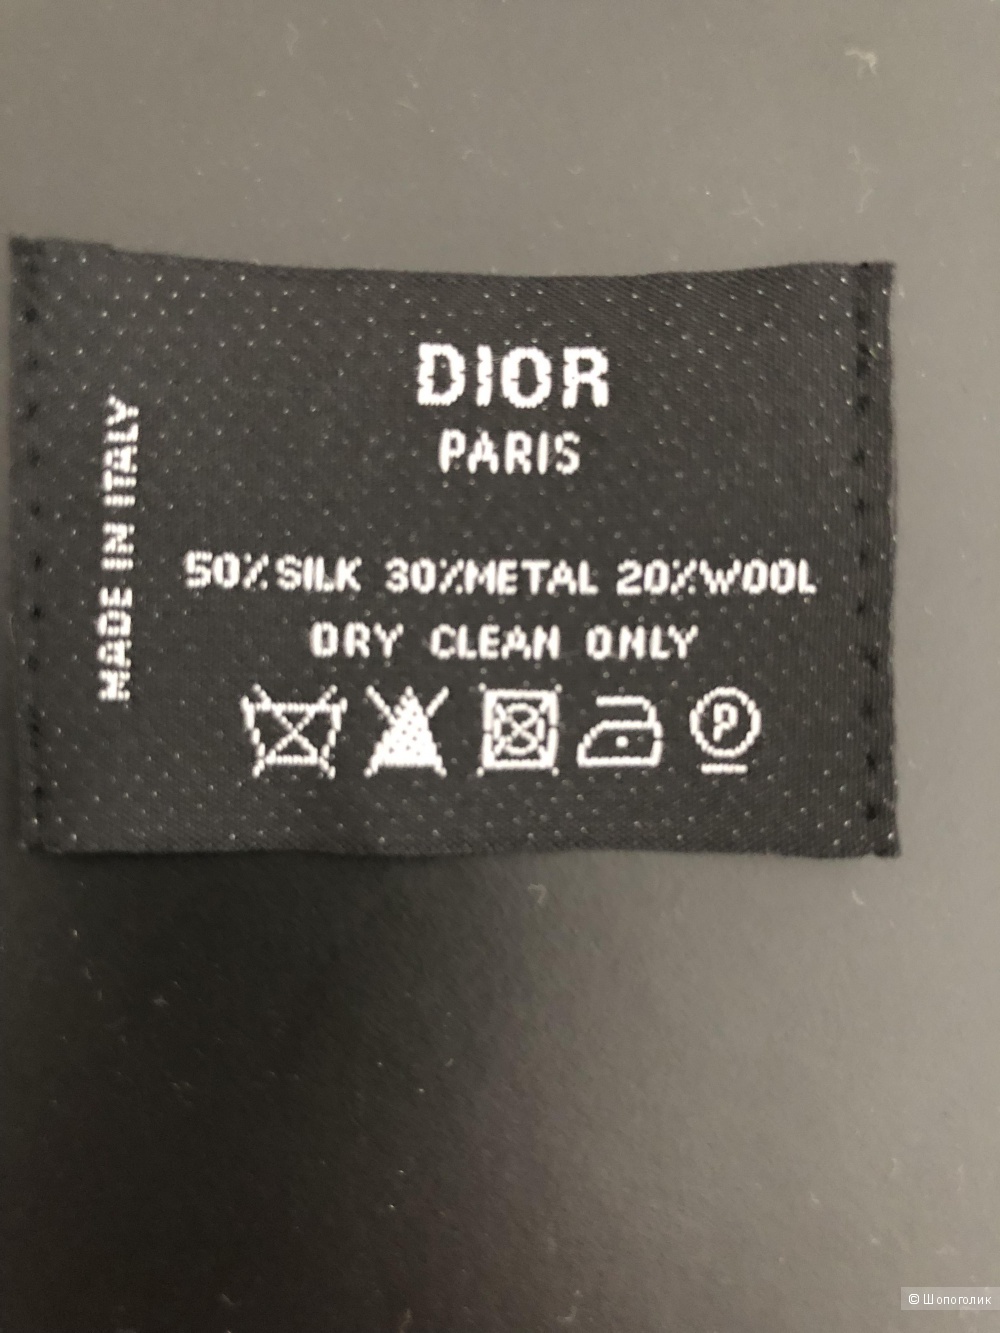 DIOR
PARIS
MADE IN ITALY
50%SILK 30%METAL 20%WOOL
DRY CLEAN ONLY
P
© Шопоголик